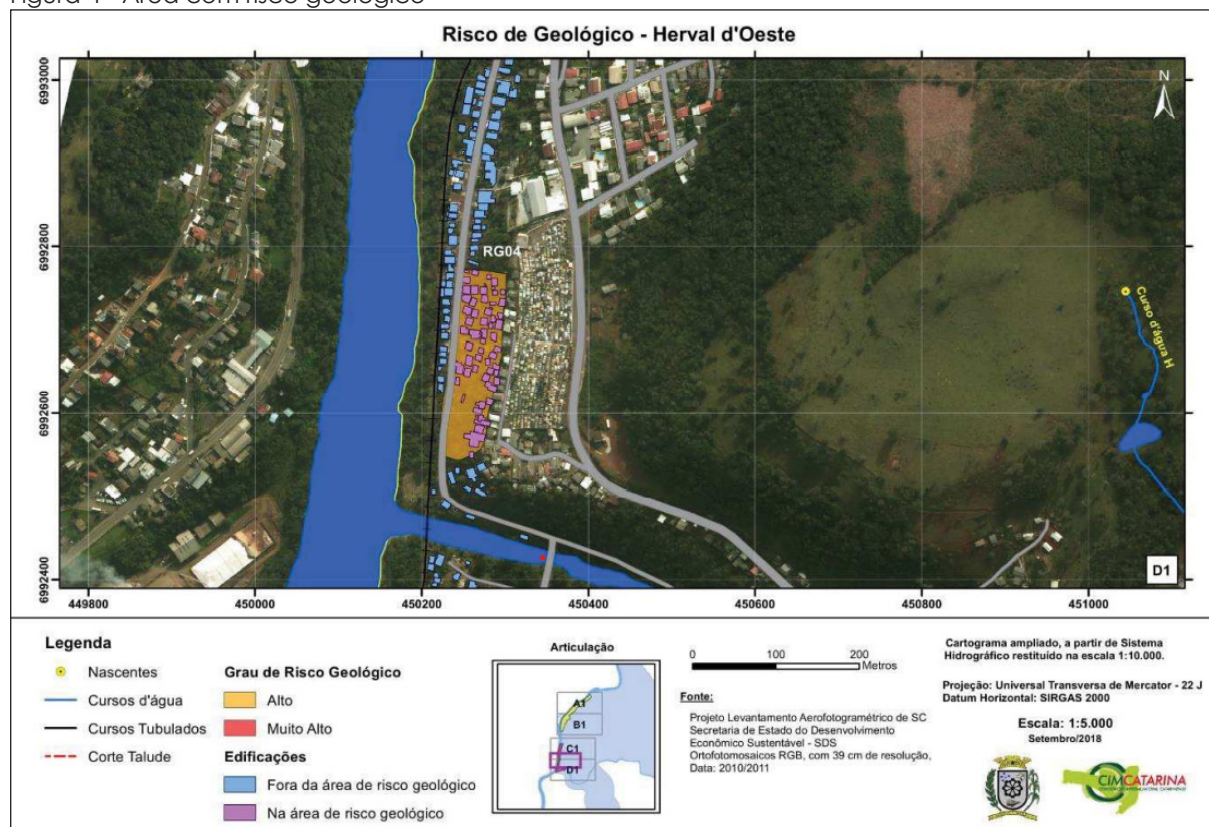 Figura 4 - Área com risco geológico
Risco de Geológico - Herval d'Oeste
6993000
6992800
6992600
6992400
N
RG04
Curso d'água H
D1
449800
450000
450200
450400
450600
450800
451000
Legenda
Nascentes
Cursos d'água
Cursos Tubulados
Corte Talude
Grau de Risco Geológico
Alto
Muito Alto
Edificações
Fora da área de risco geológico
Na área de risco geológico
Articulação
A1
B1
C1
D1
0 100 200
Metros
Fonte:
Projeto Levantamento Aerofotogramétrico de SC
Secretaria de Estado do Desenvolvimento
Econômico Sustentável - SDS
Ortofotomosaicos RGB, com 39 cm de resolução,
Data: 2010/2011
Cartograma ampliado, a partir de Sistema
Hidrográfico restituído na escala 1:10.000.
Projeção: Universal Transversa de Mercator - 22 J
Datum Horizontal: SIRGAS 2000
Escala: 1:5.000
Setembro/2018
CIMCATARINA